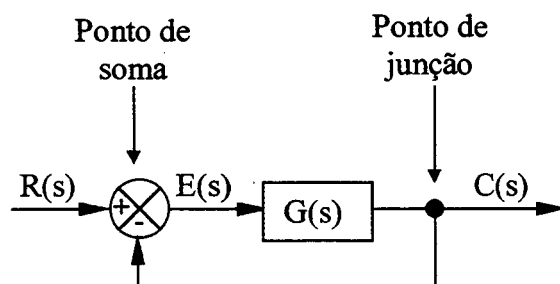 Ponto de
soma
Ponto de
junção
R(s)
+
-
E(s)
G(s)
C(s)